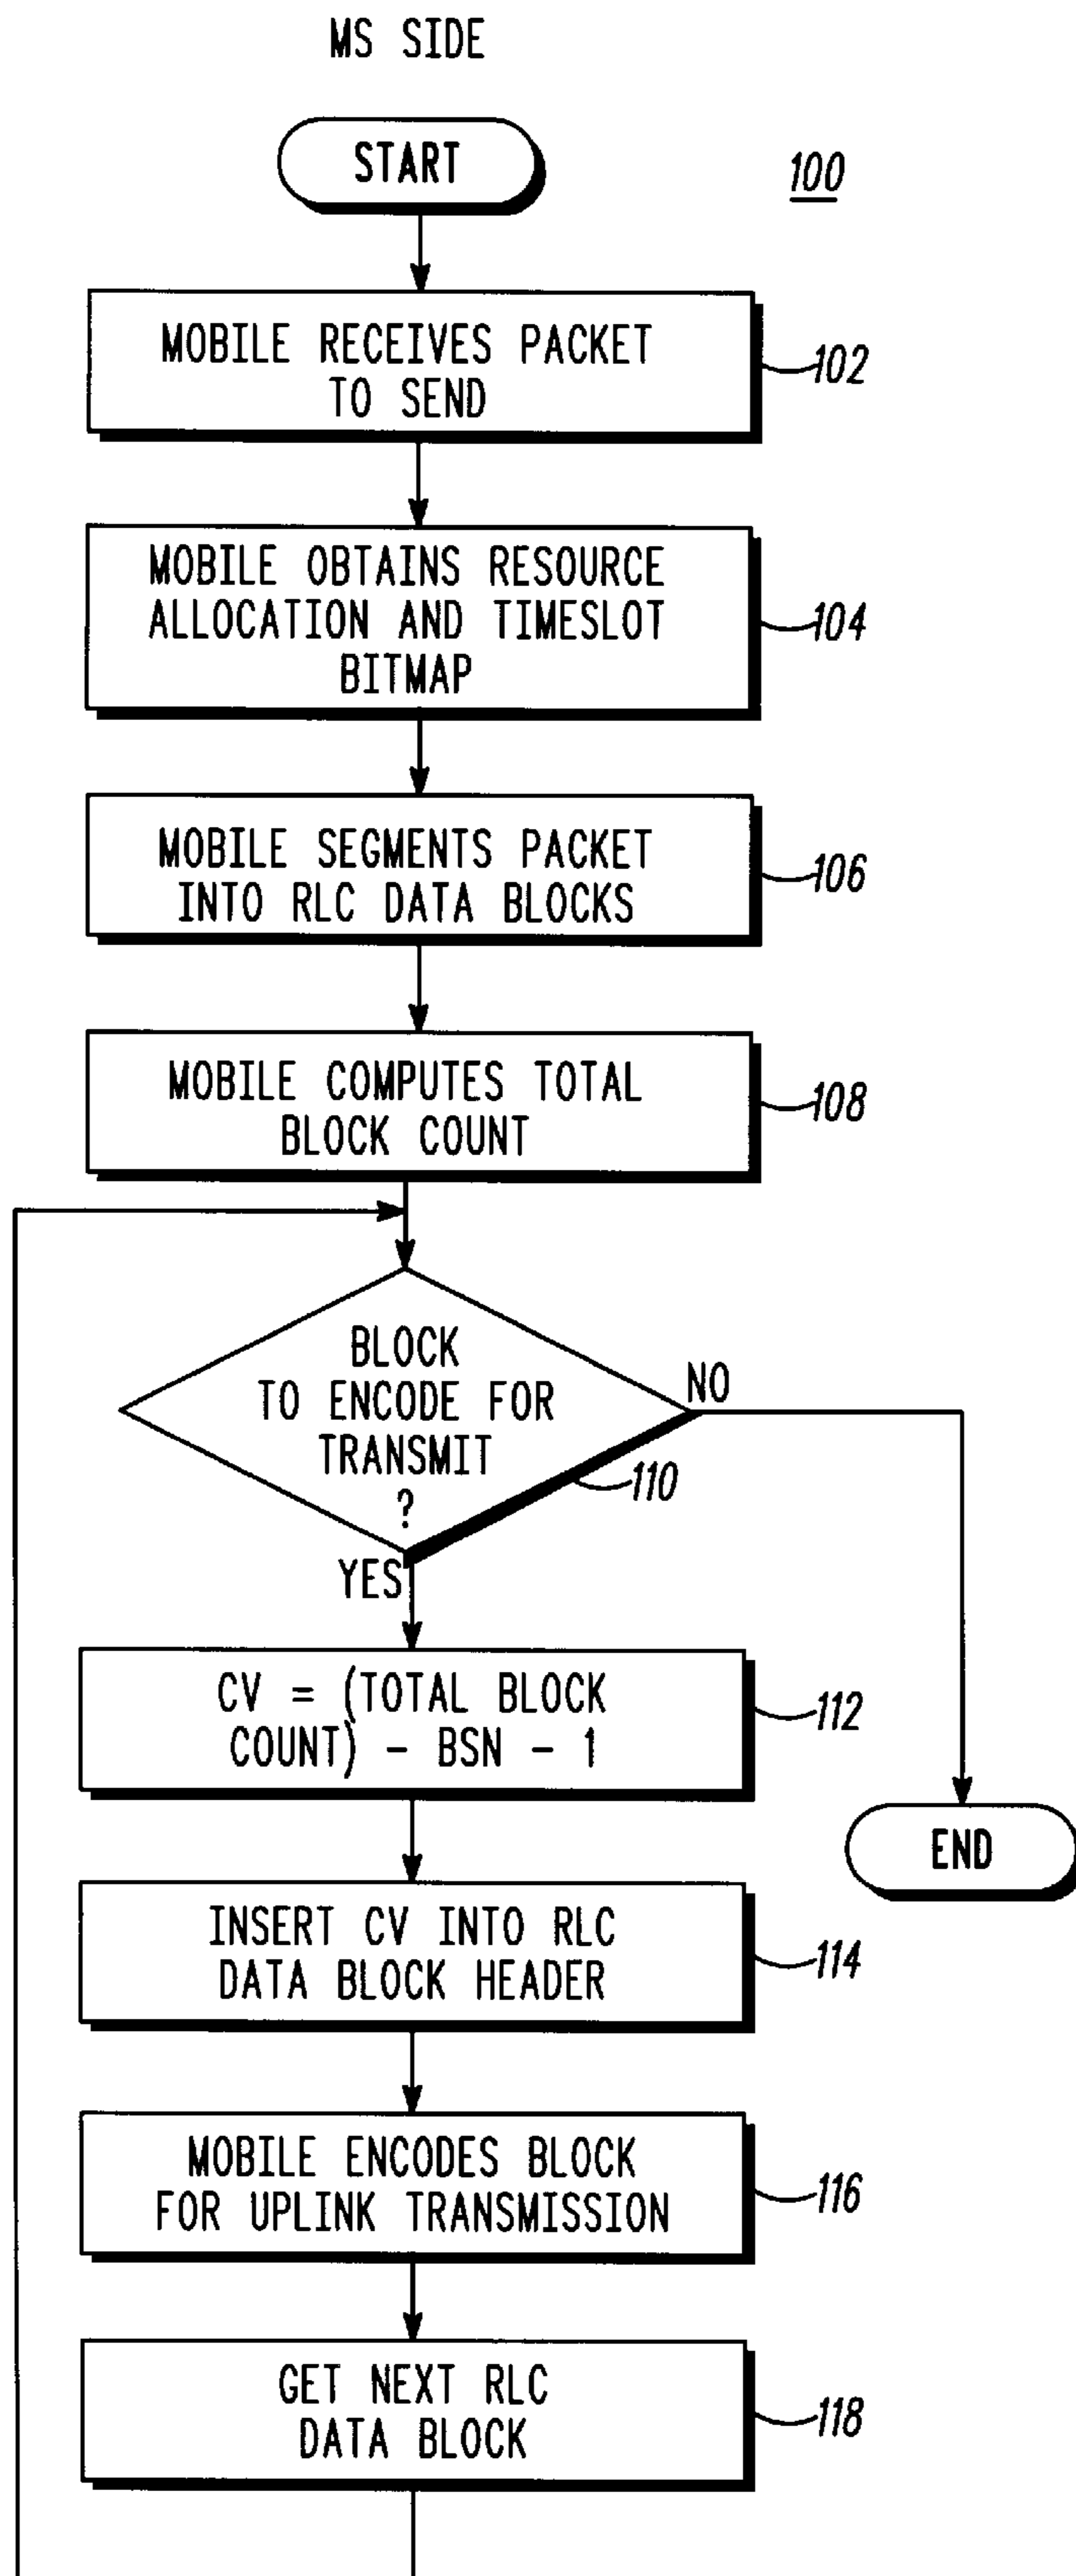 MS SIDE
START
100
MOBILE RECEIVES PACKET
TO SEND
102
MOBILE OBTAINS RESOURCE
ALLOCATION AND TIMESLOT
BITMAP
104
MOBILE SEGMENTS PACKET
INTO RLC DATA BLOCKS
106
MOBILE COMPUTES TOTAL
BLOCK COUNT
108
BLOCK
TO ENCODE FOR
TRANSMIT
?
NO
110
YES
CV = (TOTAL BLOCK
COUNT) - BSN - 1
112
END
INSERT CV INTO RLC
DATA BLOCK HEADER
114
MOBILE ENCODES BLOCK
FOR UPLINK TRANSMISSION
116
GET NEXT RLC
DATA BLOCK
118